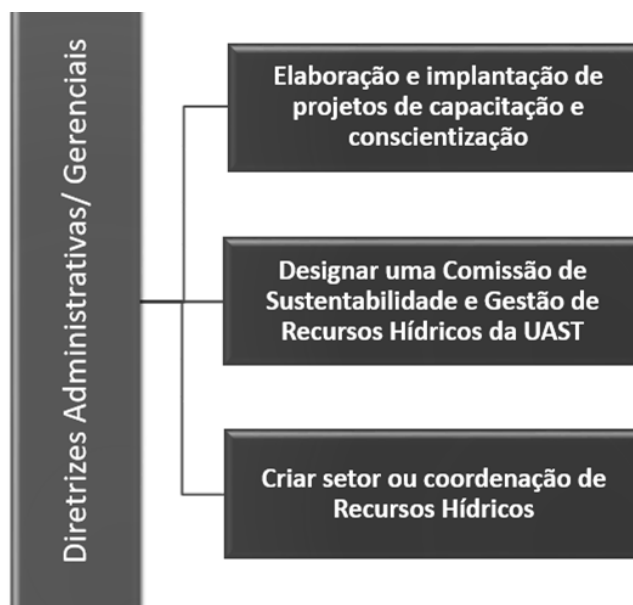 Diretrizes Administrativas/ Gerenciais
Elaboração e implantação de
projetos de capacitação e
conscientização
Designar uma Comissão de
Sustentabilidade e Gestão de
Recursos Hídricos da UAST
Criar setor ou coordenação de
Recursos Hídricos